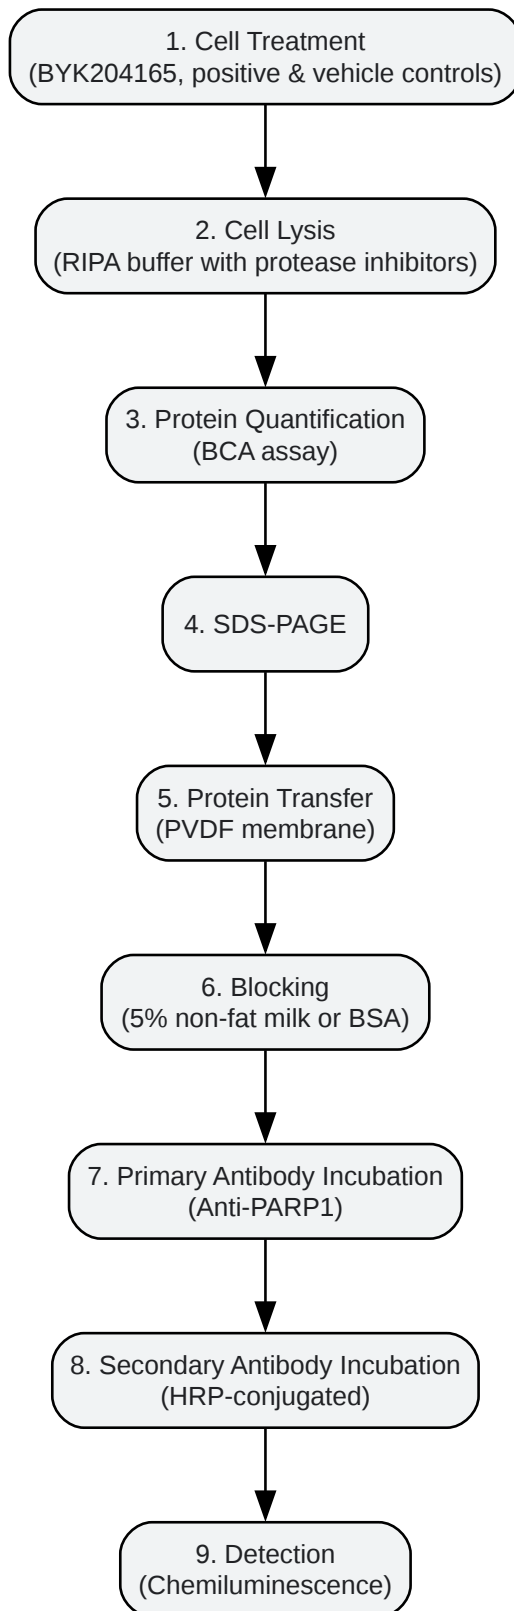 1. Cell Treatment
(BYK204165, positive & vehicle controls)
2. Cell Lysis
(RIPA buffer with protease inhibitors)
3. Protein Quantification
(BCA assay)
4. SDS-PAGE
5. Protein Transfer
(PVDF membrane)
6. Blocking
(5% non-fat milk or BSA)
7. Primary Antibody Incubation
(Anti-PARP1)
8. Secondary Antibody Incubation
(HRP-conjugated)
9. Detection
(Chemiluminescence)